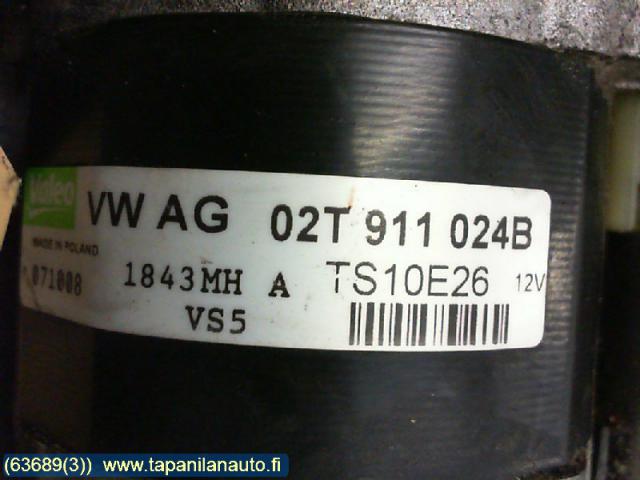 Valeo
VW AG 02T 911 024B
MADE IN POLAND
071008 1843MH A TS10E26 12V
VS5
(63689(3)) www.tapanilanauto.fi